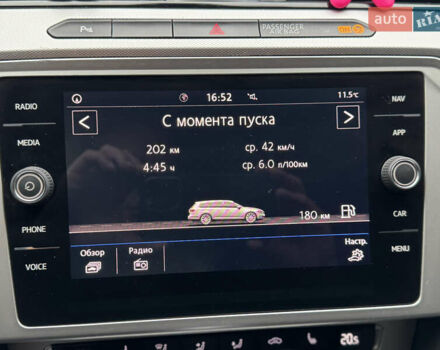 PASSENGER
AIR BAG
auto RIA
RADIO
MEDIA
PHONE
VOICE
NAV
APP
CAR
MENU
16:52
11.5°C
< С момента пуска >
202 км ср. 42 км/ч
4:45 ч ср. 6.0 л/100км
180 км
Обзор Радио Настр.
20s